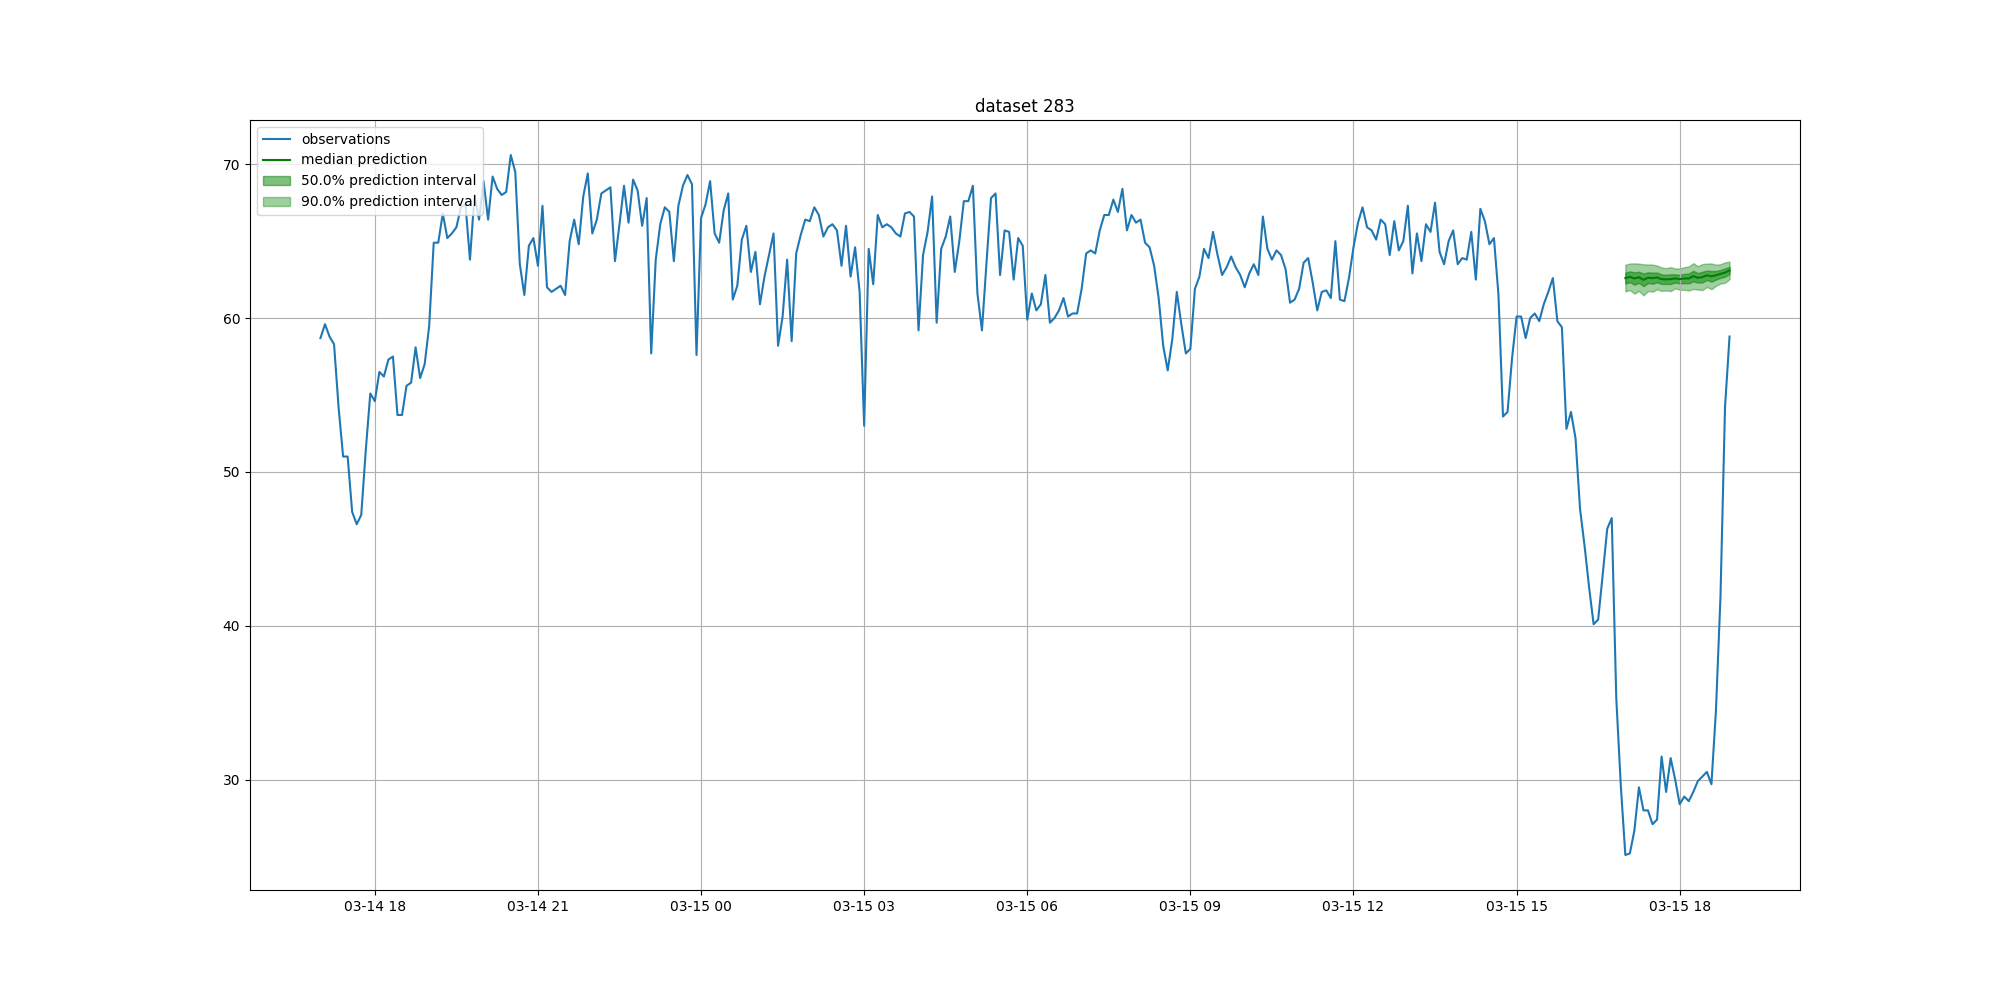 dataset 283
observations
median prediction
50.0% prediction interval
90.0% prediction interval
70
60
50
40
30
03-14 18
03-14 21
03-15 00
03-15 03
03-15 06
03-15 09
03-15 12
03-15 15
03-15 18